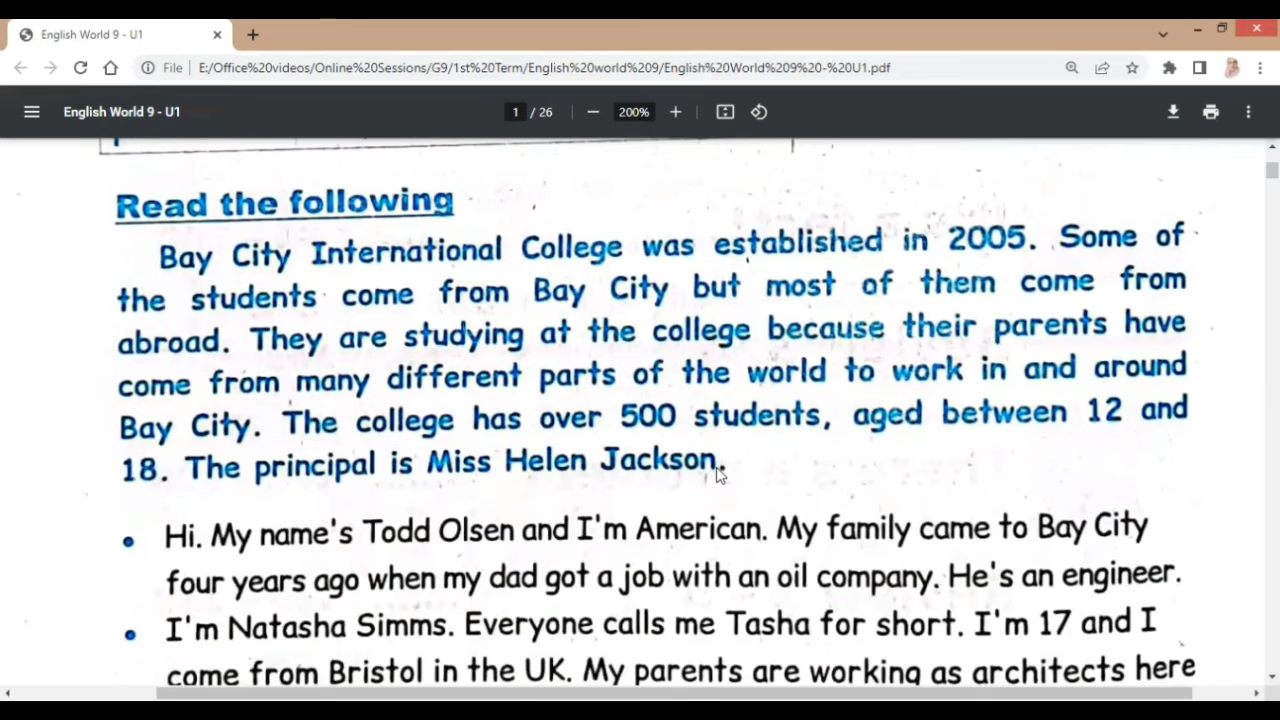 English World 9 - U1
File | E:/Office%20videos/Online%20Sessions/G9/1st%20Term/English%20world%209/English%20World%209%20-%20U1.pdf
English World 9 - U1 1 / 26 200%
Read the following
Bay City International College was established in 2005. Some of
the students come from Bay City but most of them come from
abroad. They are studying at the college because their parents have
come from many different parts of the world to work in and around
Bay City. The college has over 500 students, aged between 12 and
18. The principal is Miss Helen Jackson.
• Hi. My name's Todd Olsen and I'm American. My family came to Bay City
four years ago when my dad got a job with an oil company. He's an engineer.
• I'm Natasha Simms. Everyone calls me Tasha for short. I'm 17 and I
come from Bristol in the UK. My parents are working as architects here